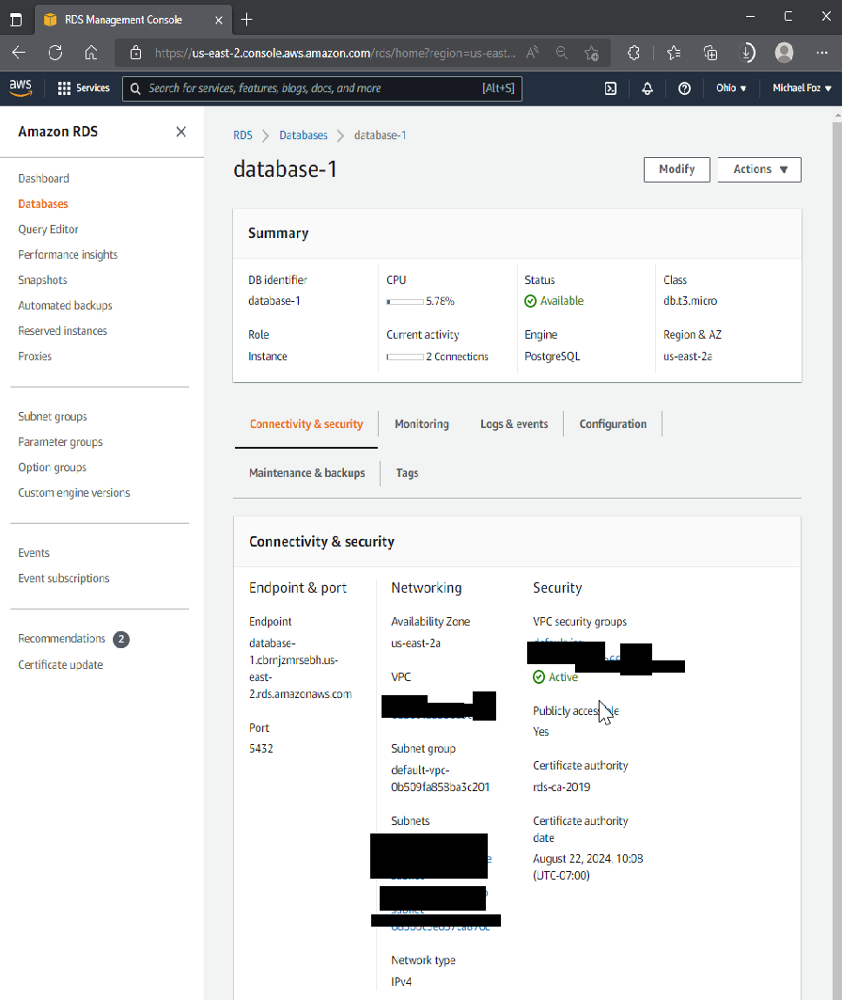 RDS Management Console
https://us-east-2.console.aws.amazon.com/rds/home?region=us-east...
aws
Services
Search for services, features, blogs, docs, and more
[Alt+S]
Ohio
Michael Foz
Amazon RDS
Dashboard
Databases
Query Editor
Performance insights
Snapshots
Automated backups
Reserved instances
Proxies
Subnet groups
Parameter groups
Option groups
Custom engine versions
Events
Event subscriptions
Recommendations 2
Certificate update
RDS
Databases
database-1
database-1
Modify
Actions
Summary
DB identifier
database-1
CPU
5.78%
Status
Available
Class
db.t3.micro
Role
Instance
Current activity
2 Connections
Engine
PostgreSQL
Region & AZ
us-east-2a
Connectivity & security
Monitoring
Logs & events
Configuration
Maintenance & backups
Tags
Connectivity & security
Endpoint & port
Endpoint
database-
1.cbrnjzmrsebh.us-
east-
2.rds.amazonaws.com
Port
5432
Networking
Availability Zone
us-east-2a
VPC
Subnet group
default-vpc-
0b509fa858ba3c201
Subnets
Network type
IPv4
Security
VPC security groups
Active
Publicly accessible
Yes
Certificate authority
rds-ca-2019
Certificate authority
date
August 22, 2024, 10:08
(UTC-07:00)